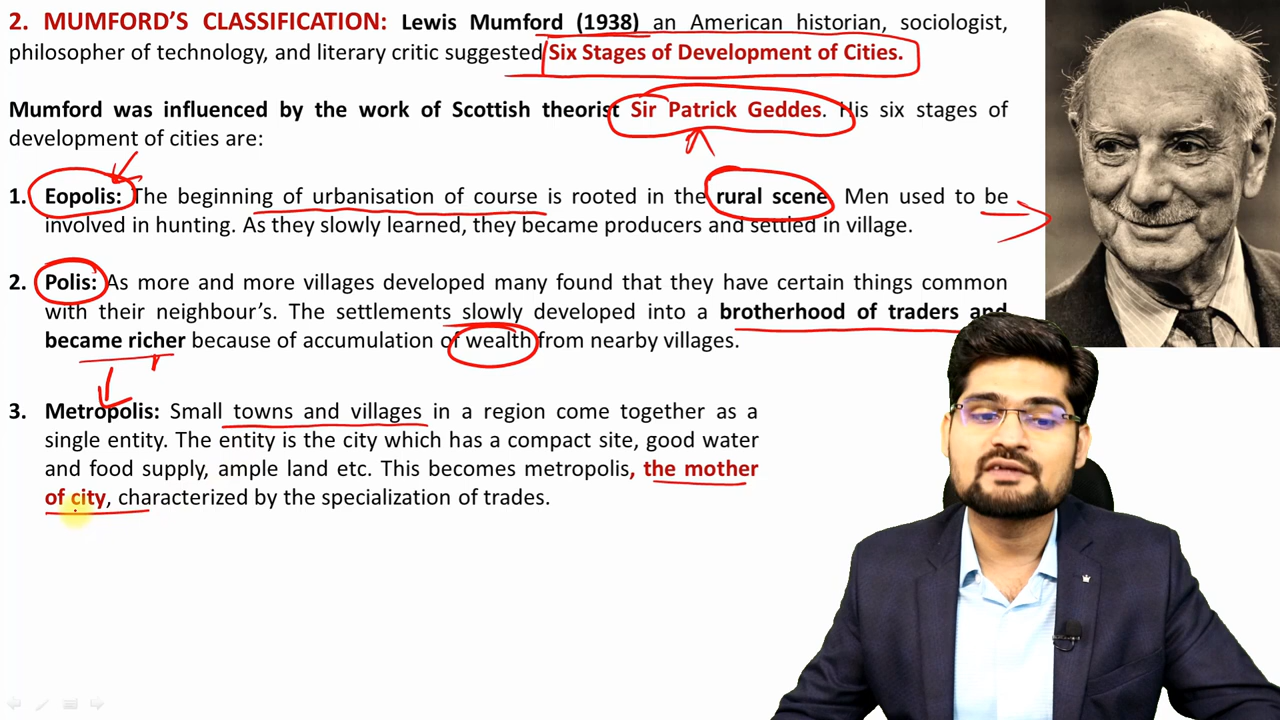 2. MUMFORD'S CLASSIFICATION: Lewis Mumford (1938) an American historian, sociologist,
philosopher of technology, and literary critic suggested Six Stages of Development of Cities.
Mumford was influenced by the work of Scottish theorist Sir Patrick Geddes. His six stages of
development of cities are:
1. Eopolis: The beginning of urbanisation of course is rooted in the rural scene. Men used to be
involved in hunting. As they slowly learned, they became producers and settled in village.
2. Polis: As more and more villages developed many found that they have certain things common
with their neighbour's. The settlements slowly developed into a brotherhood of traders and
became richer because of accumulation of wealth from nearby villages.
3. Metropolis: Small towns and villages in a region come together as a
single entity. The entity is the city which has a compact site, good water
and food supply, ample land etc. This becomes metropolis, the mother
of city, characterized by the specialization of trades.